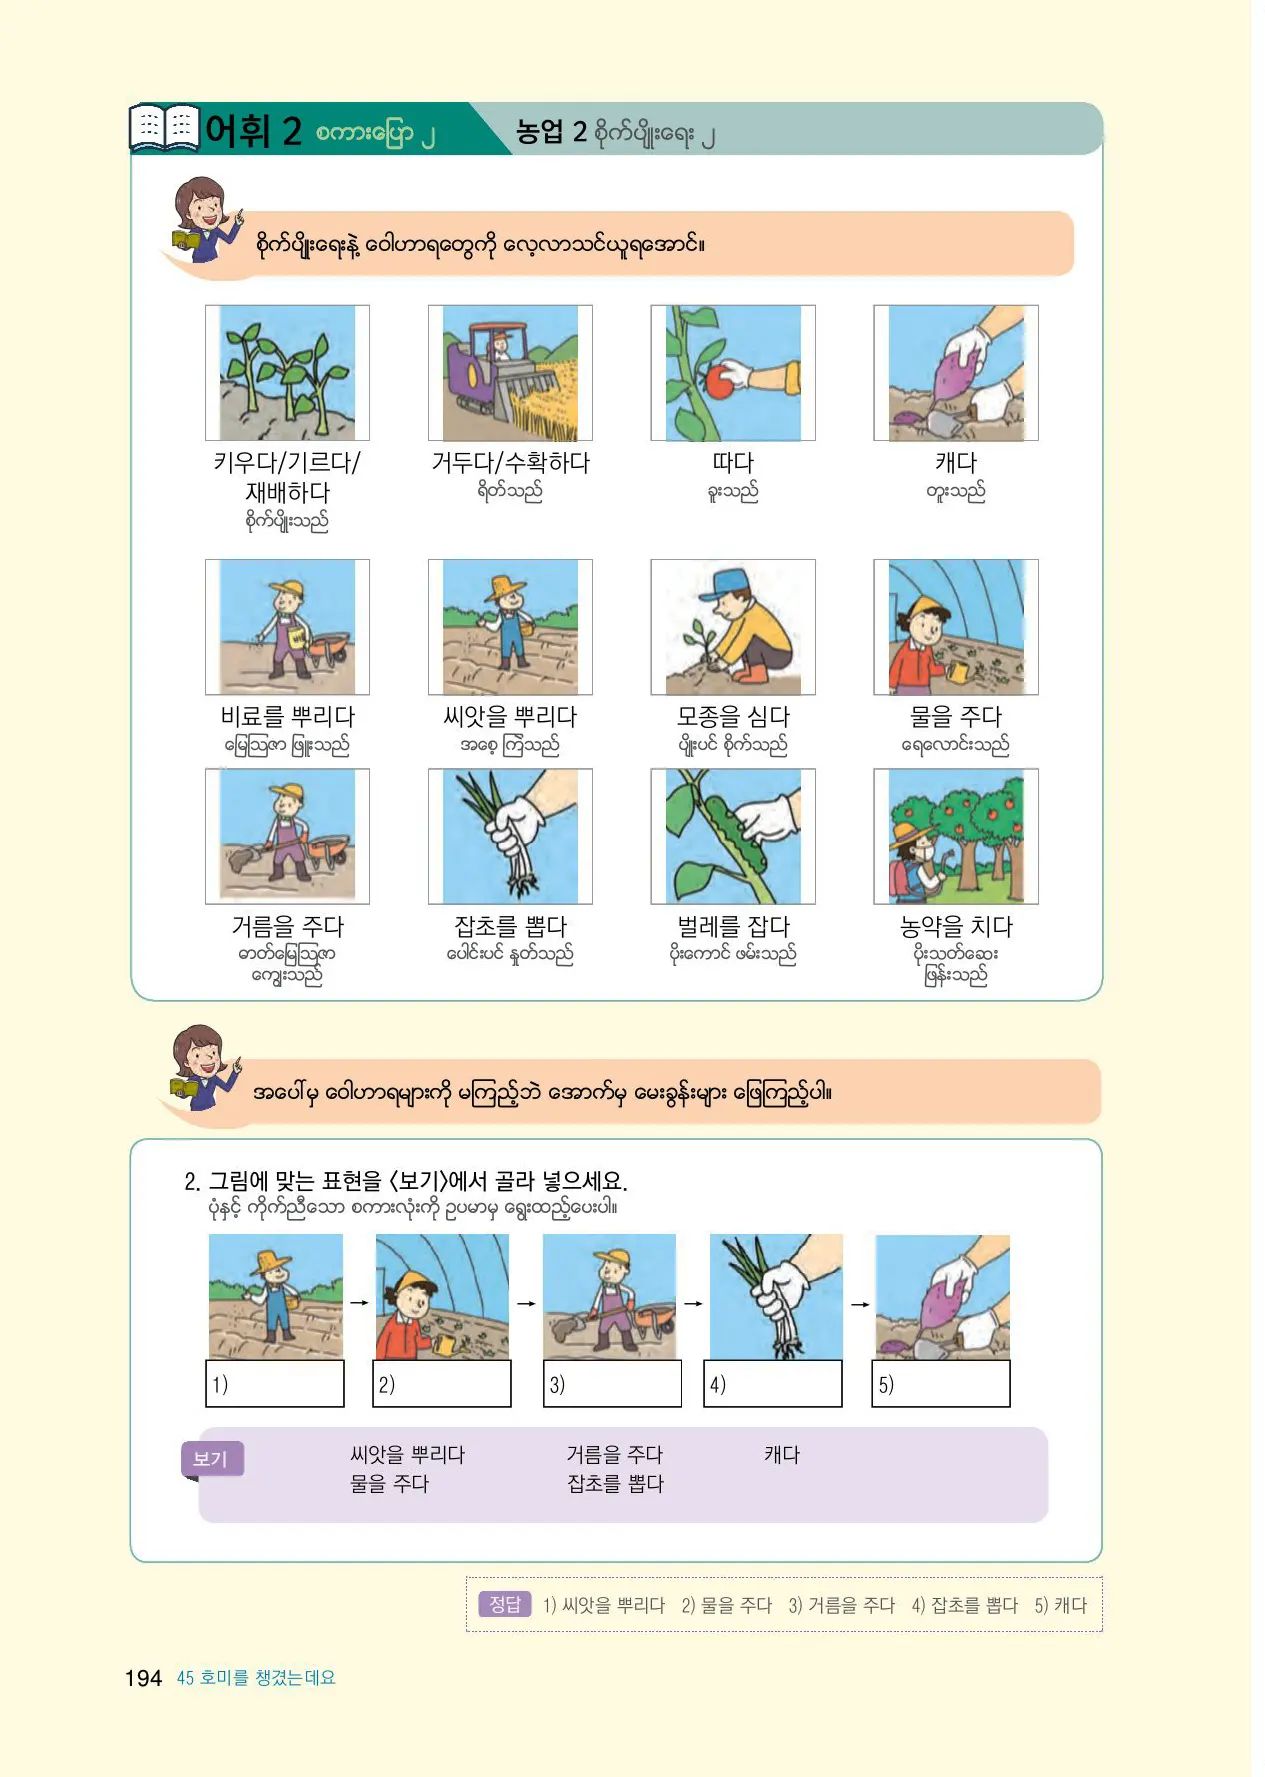 어휘 2 စကားပြော ၂ 농업 2 စိုက်ပျိုးရေး ၂
စိုက်ပျိုးရေးနဲ့ ဝေါဟာရတွေကို လေ့လာသင်ယူရအောင်။
키우다/기르다/ 거두다/수확하다 따다 캐다
재배하다 ရိတ်သည် ခူးသည် တူးသည်
စိုက်ပျိုးသည်
비료를 뿌리다 씨앗을 뿌리다 모종을 심다 물을 주다
မြေဩဇာ ဖြူးသည် အစေ့ ကြဲသည် ပျိုးပင် စိုက်သည် ရေလောင်းသည်
거름을 주다 잡초를 뽑다 벌레를 잡다 농약을 치다
ဓာတ်မြေဩဇာ ပေါင်းပင် နှုတ်သည် ပိုးကောင် ဖမ်းသည် ပိုးသတ်ဆေး
ကျွေးသည် ဖြန်းသည်
အပေါ်မှ ဝေါဟာရများကို မကြည့်ဘဲ အောက်မှ မေးခွန်းများ ဖြေကြည့်ပါ။
2. 그림에 맞는 표현을 〈보기〉에서 골라 넣으세요.
ပုံနှင့် ကိုက်ညီသော စကားလုံးကို ဥပမာမှ ရွေးထည့်ပေးပါ။
→ → → →
1) 2) 3) 4) 5)
보기 씨앗을 뿌리다 거름을 주다 캐다
물을 주다 잡초를 뽑다
정답 1) 씨앗을 뿌리다 2) 물을 주다 3) 거름을 주다 4) 잡초를 뽑다 5) 캐다
194 45 호미를 챙겼는데요